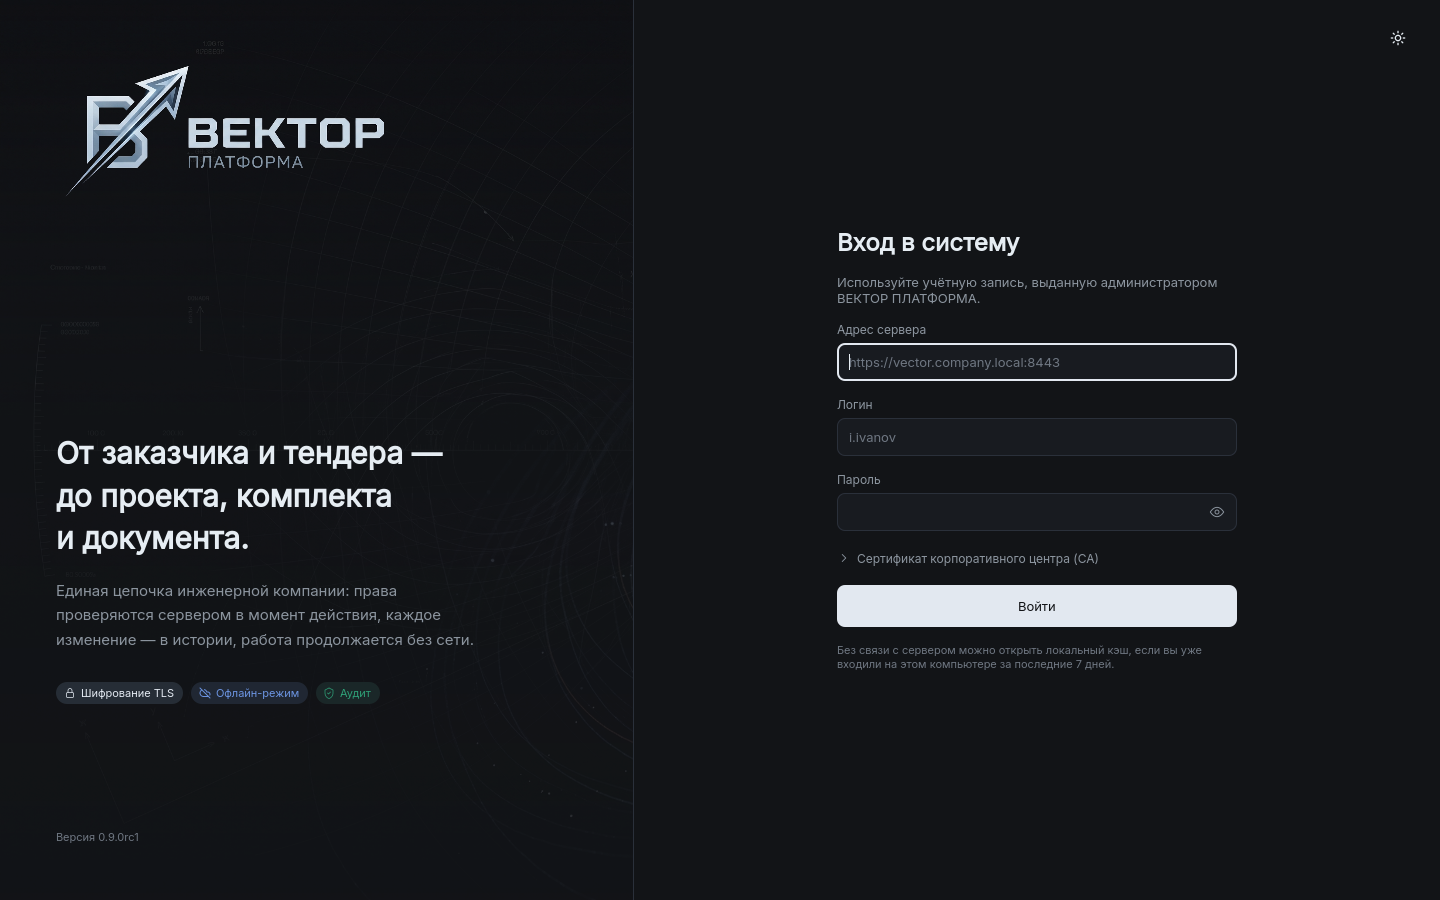 ВЕКТОР
ПЛАТФОРМА
От заказчика и тендера —
до проекта, комплекта
и документа.
Единая цепочка инженерной компании: права
проверяются сервером в момент действия, каждое
изменение — в истории, работа продолжается без сети.
Шифрование TLS
Офлайн-режим
Аудит
Версия 0.9.0rc1
Вход в систему
Используйте учётную запись, выданную администратором
ВЕКТОР ПЛАТФОРМА.
Адрес сервера
https://vector.company.local:8443
Логин
i.ivanov
Пароль
Сертификат корпоративного центра (CA)
Войти
Без связи с сервером можно открыть локальный кэш, если вы уже
входили на этом компьютере за последние 7 дней.